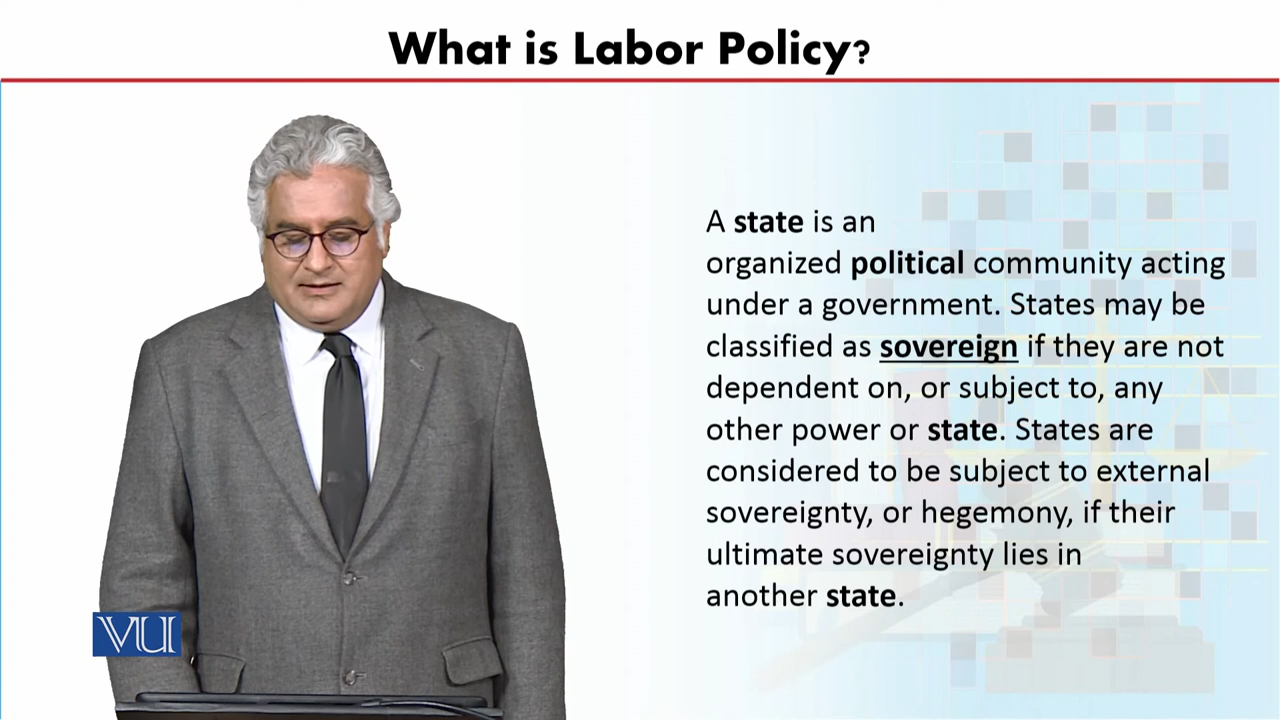 What is Labor Policy?
A state is an
organized political community acting
under a government. States may be
classified as sovereign if they are not
dependent on, or subject to, any
other power or state. States are
considered to be subject to external
sovereignty, or hegemony, if their
ultimate sovereignty lies in
another state.
VU